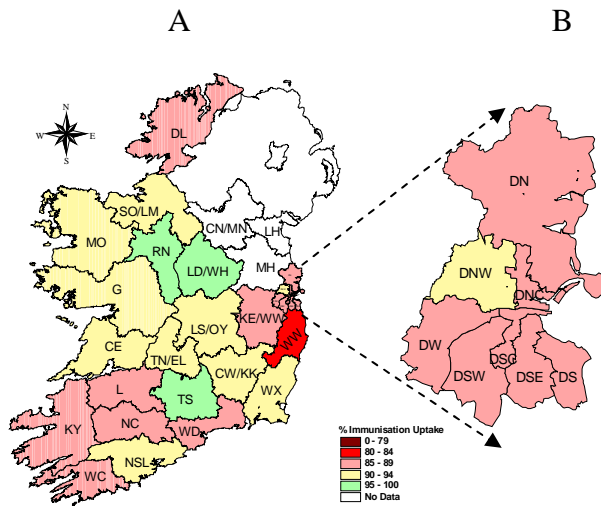 A B
N
W E
S
DL
SO/LM
CN/MN
LH
MO
RN
LD/WH
MH
G
KE/WW
LS/OY
WW
CE
TN/EL
CW/KK
L
TS
WX
KY
NC
WD
NSL
WC
DN
DNW
DNC
DW
DSC
DSW
DSE
DS
% Immunisation Uptake
0 - 79
80 - 84
85 - 89
90 - 94
95 - 100
No Data